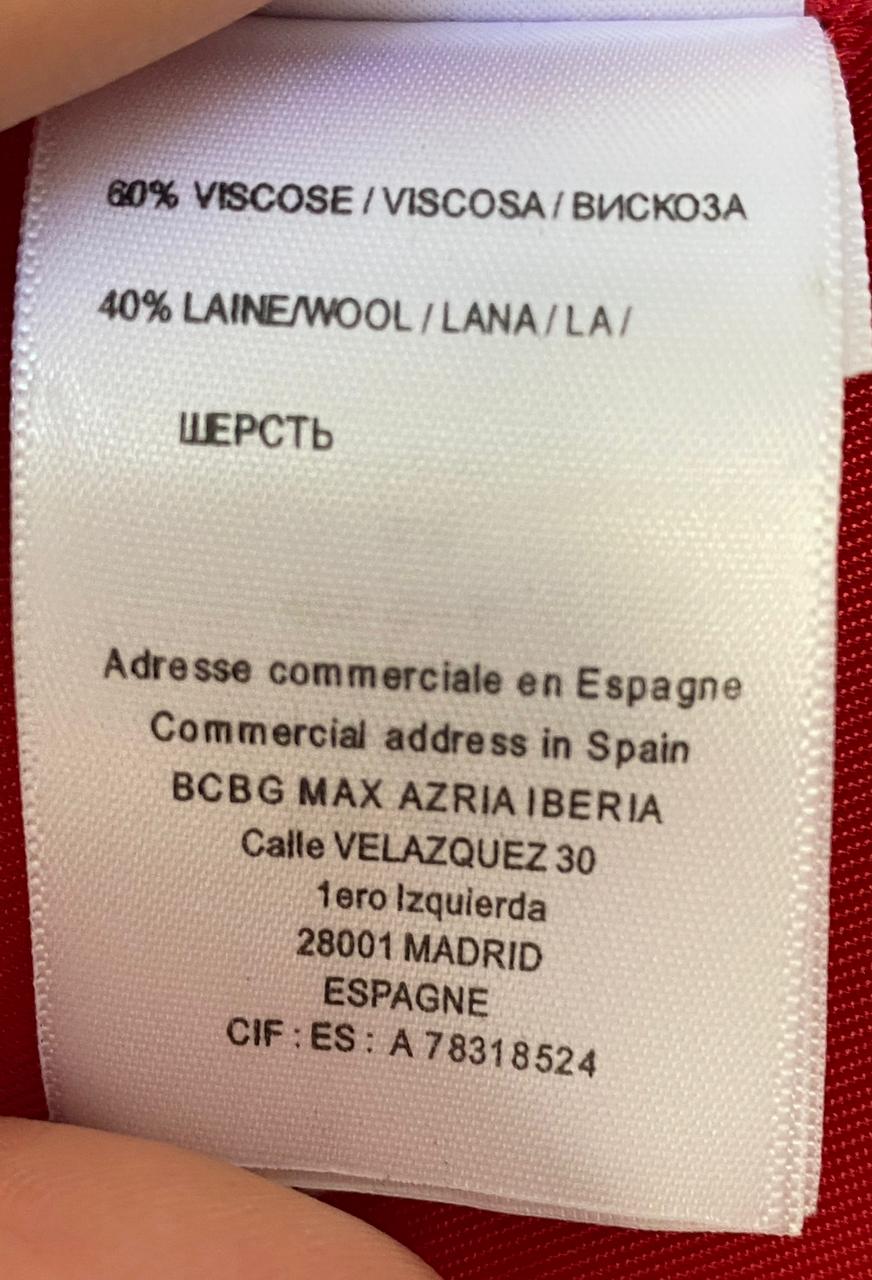 60% VISCOSE / VISCOSA / ВИСКОЗА
40% LAINE/WOOL / LANA / LA /
ШЕРСТЬ
Adresse commerciale en Espagne
Commercial address in Spain
BCBG MAX AZRIA IBERIA
Calle VELAZQUEZ 30
1ero Izquierda
28001 MADRID
ESPAGNE
CIF : ES : A 78318524